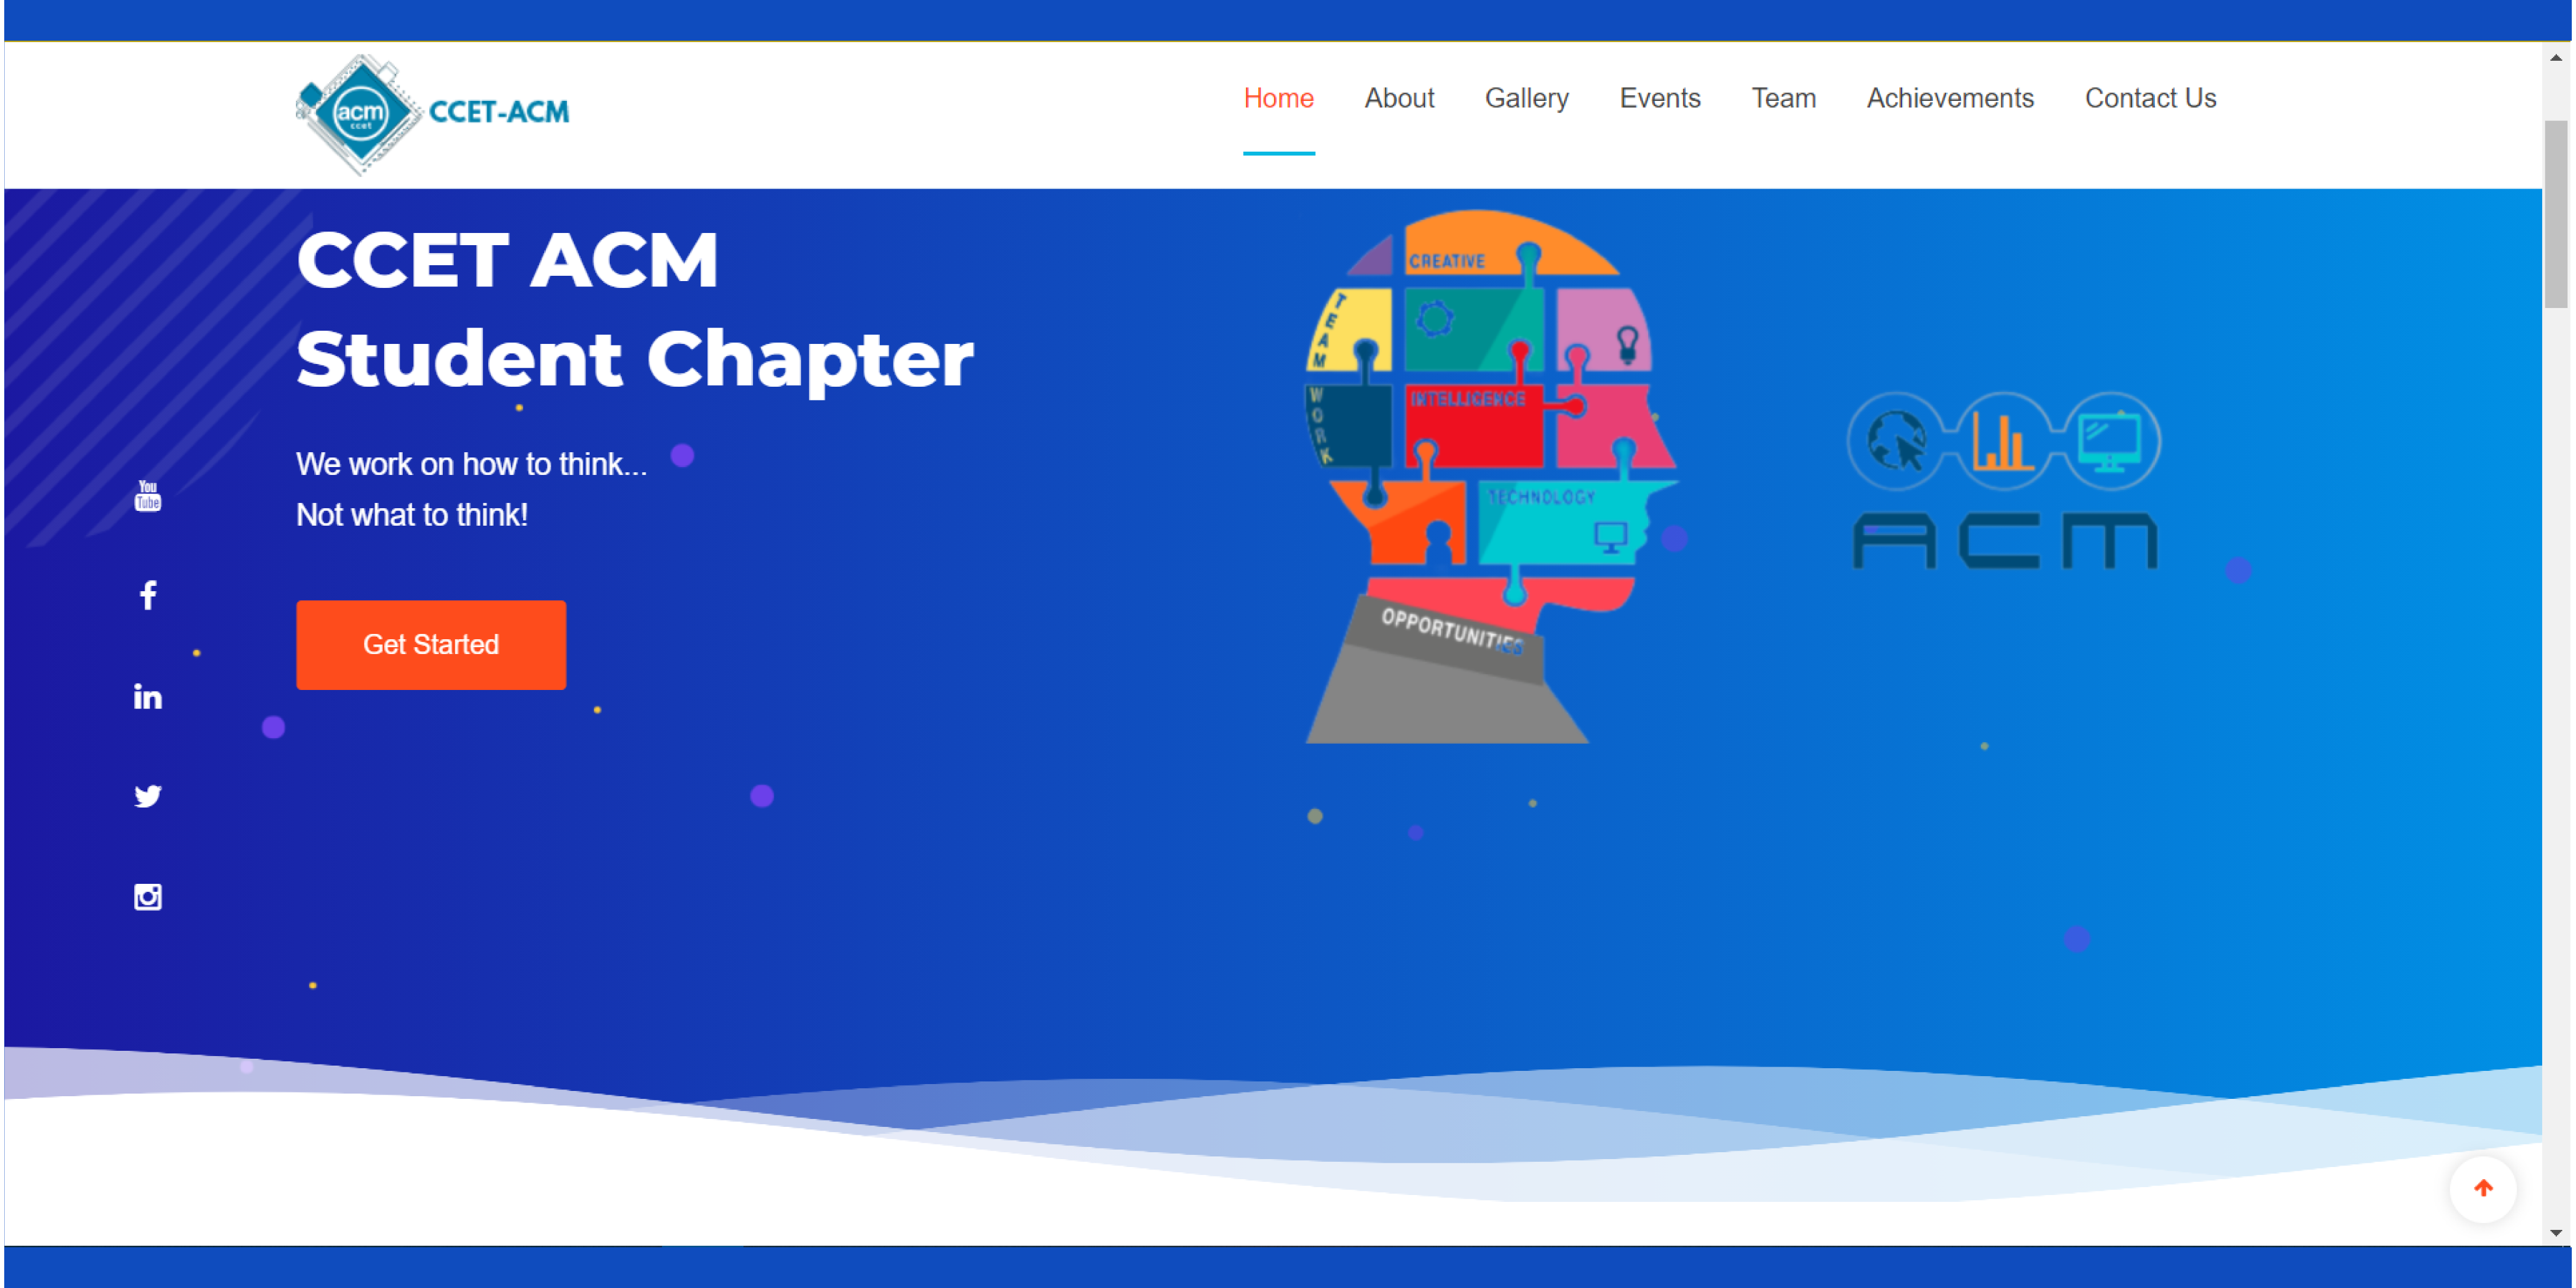 acm
ccet
CCET-ACM
Home
About
Gallery
Events
Team
Achievements
Contact Us
CCET ACM
Student Chapter
We work on how to think...
Not what to think!
Get Started
You
Tube
f
in
CREATIVE
TEAM
WORK
INTELLIGENCE
TECHNOLOGY
OPPORTUNITIES
ACM